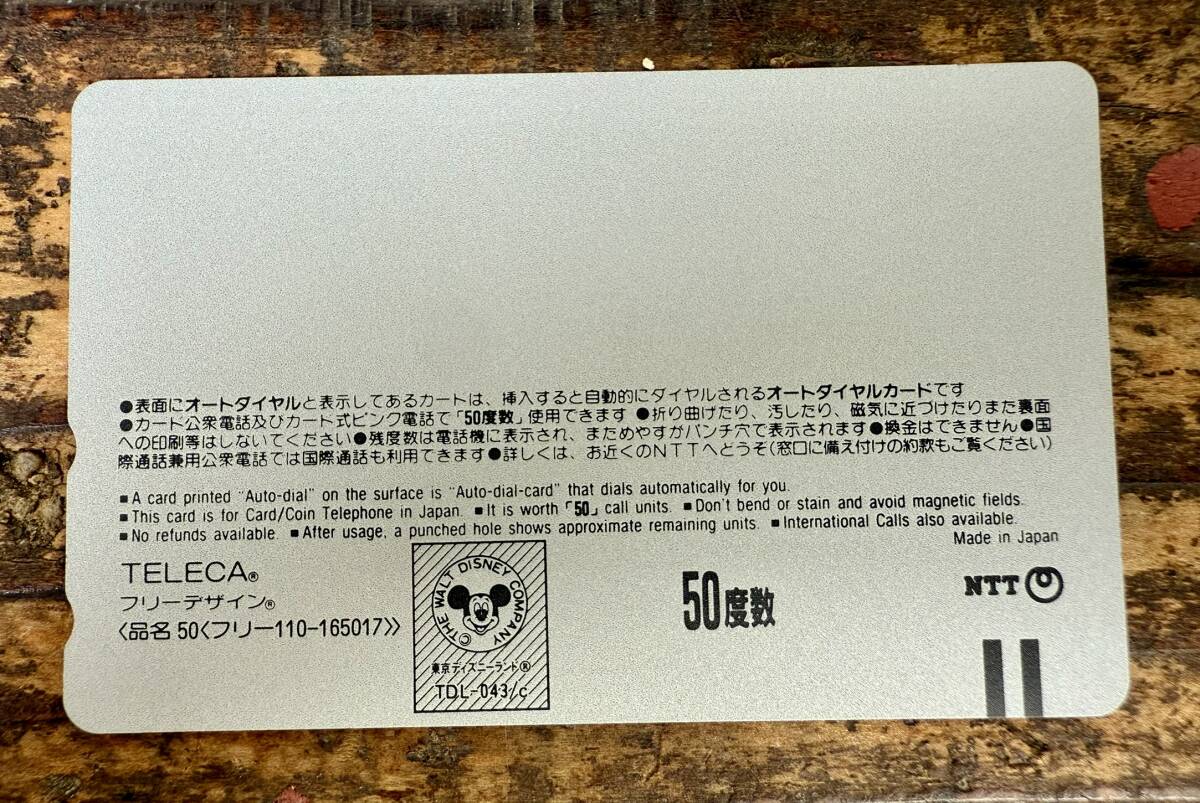 ●表面にオートダイヤルと表示してあるカードは、挿入すると自動的にダイヤルされるオートダイヤルカードです
●カード公衆電話及びカード式ピンク電話で「50度数」使用できます ●折り曲げたり、汚したり、磁気に近づけたりまた裏面
への印刷等はしないでください●残度数は電話機に表示され、まためやすがパンチ穴で表示されます●換金はできません●国
際通話兼用公衆電話では国際通話も利用できます●詳しくは、お近くのNTTへどうぞ(窓口に備え付けの約款もご覧ください)
■ A card printed "Auto-dial" on the surface is "Auto-dial-card" that dials automatically for you.
■ This card is for Card/Coin Telephone in Japan. ■ It is worth「50」call units. ■ Don't bend or stain and avoid magnetic fields.
■ No refunds available. ■ After usage, a punched hole shows approximate remaining units. ■ International Calls also available.
Made in Japan
TELECA®
フリーデザイン®
〈品名 50〈フリー110-165017〉〉
©THE WALT DISNEY COMPANY
東京ディズニーランド®
TDL-043/c
50度数
NTT